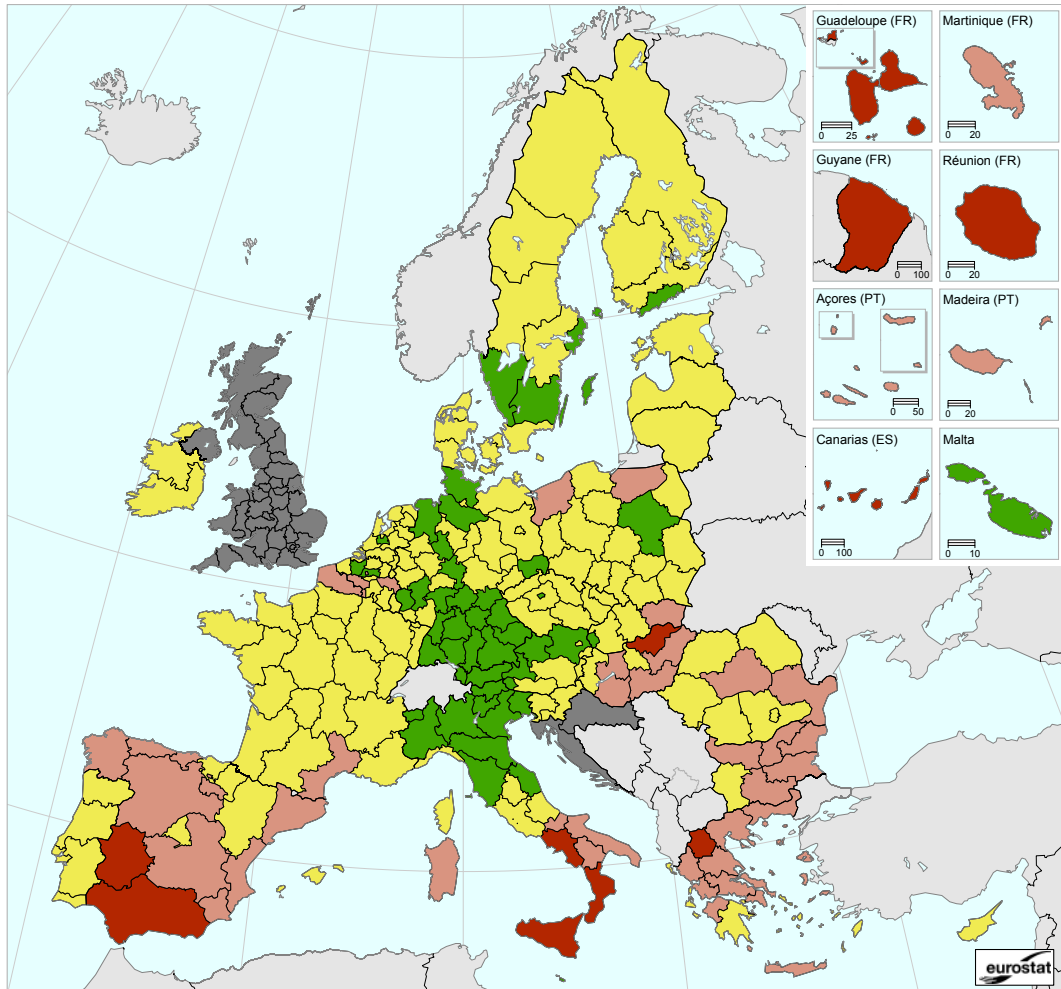 Guadeloupe (FR)
Martinique (FR)
0 25
0 20
Guyane (FR)
Réunion (FR)
0 100
0 20
Açores (PT)
Madeira (PT)
0 50
0 20
Canarias (ES)
Malta
0 100
0 10
eurostat